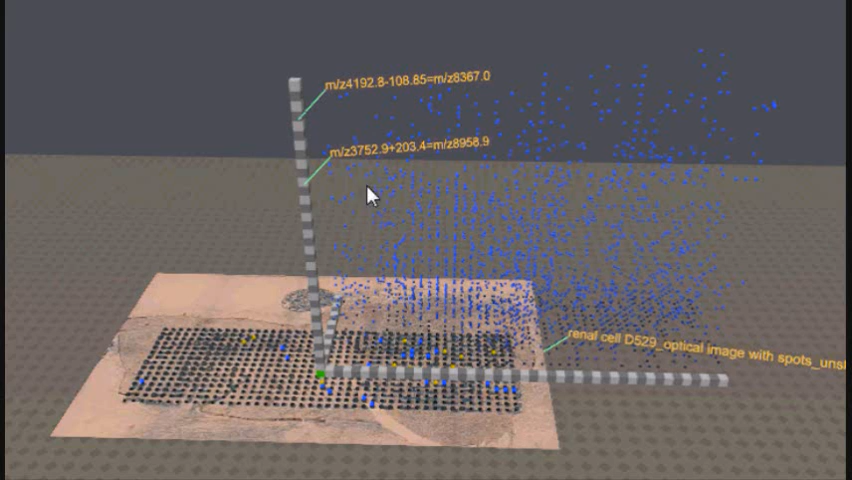 m/z4192.8-108.85=m/z8367.0
m/z3752.9+203.4=m/z8958.9
renal cell D529_optical image with spots_uns